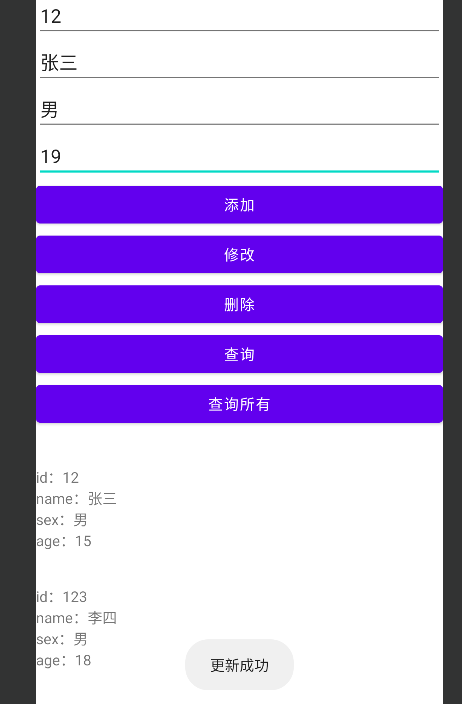 12
张三
男
19
添加
修改
删除
查询
查询所有
id：12
name：张三
sex：男
age：15
id：123
name：李四
sex：男
age：18
更新成功